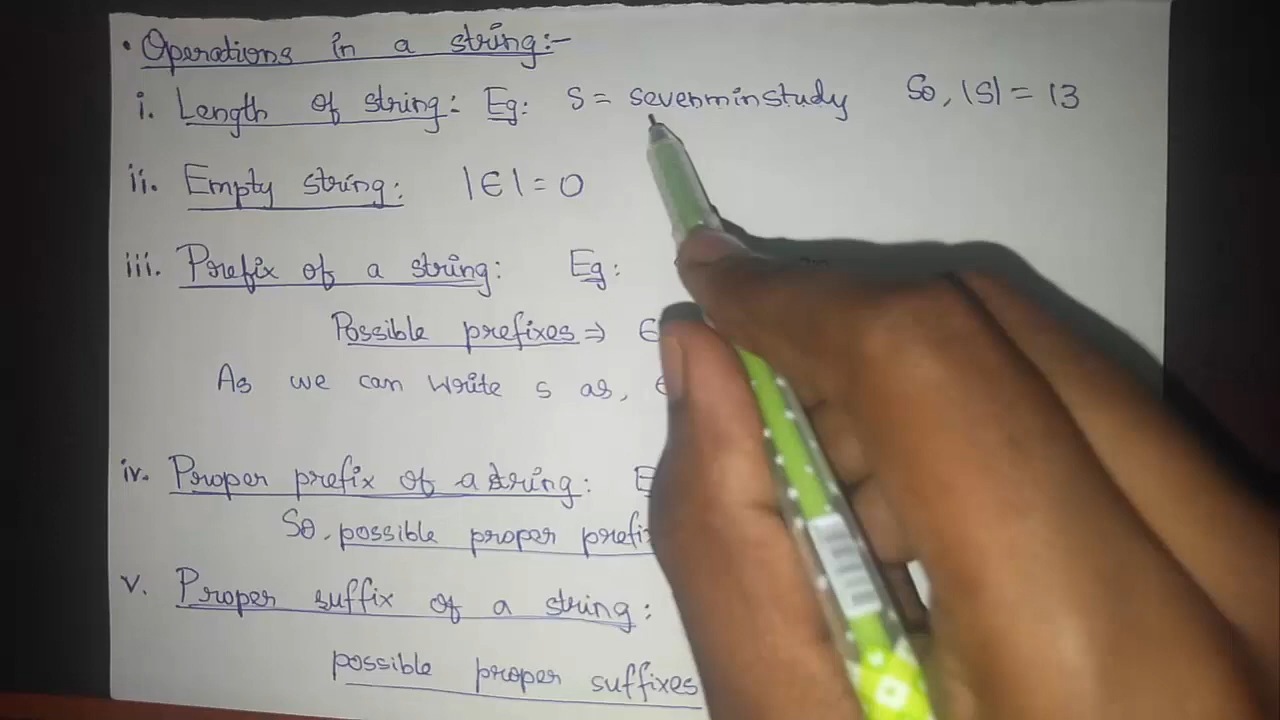 • Operations in a string:-
i. Length of string: Eg: S = sevenminstudy So, |S| = 13
ii. Empty string: |ϵ| = 0
iii. Prefix of a string: Eg:
Possible prefixes ⇒ ϵ
As we can write s as, ϵ
iv. Proper prefix of a string: E
So, possible proper prefi
v. Proper suffix of a string:
possible proper suffixes